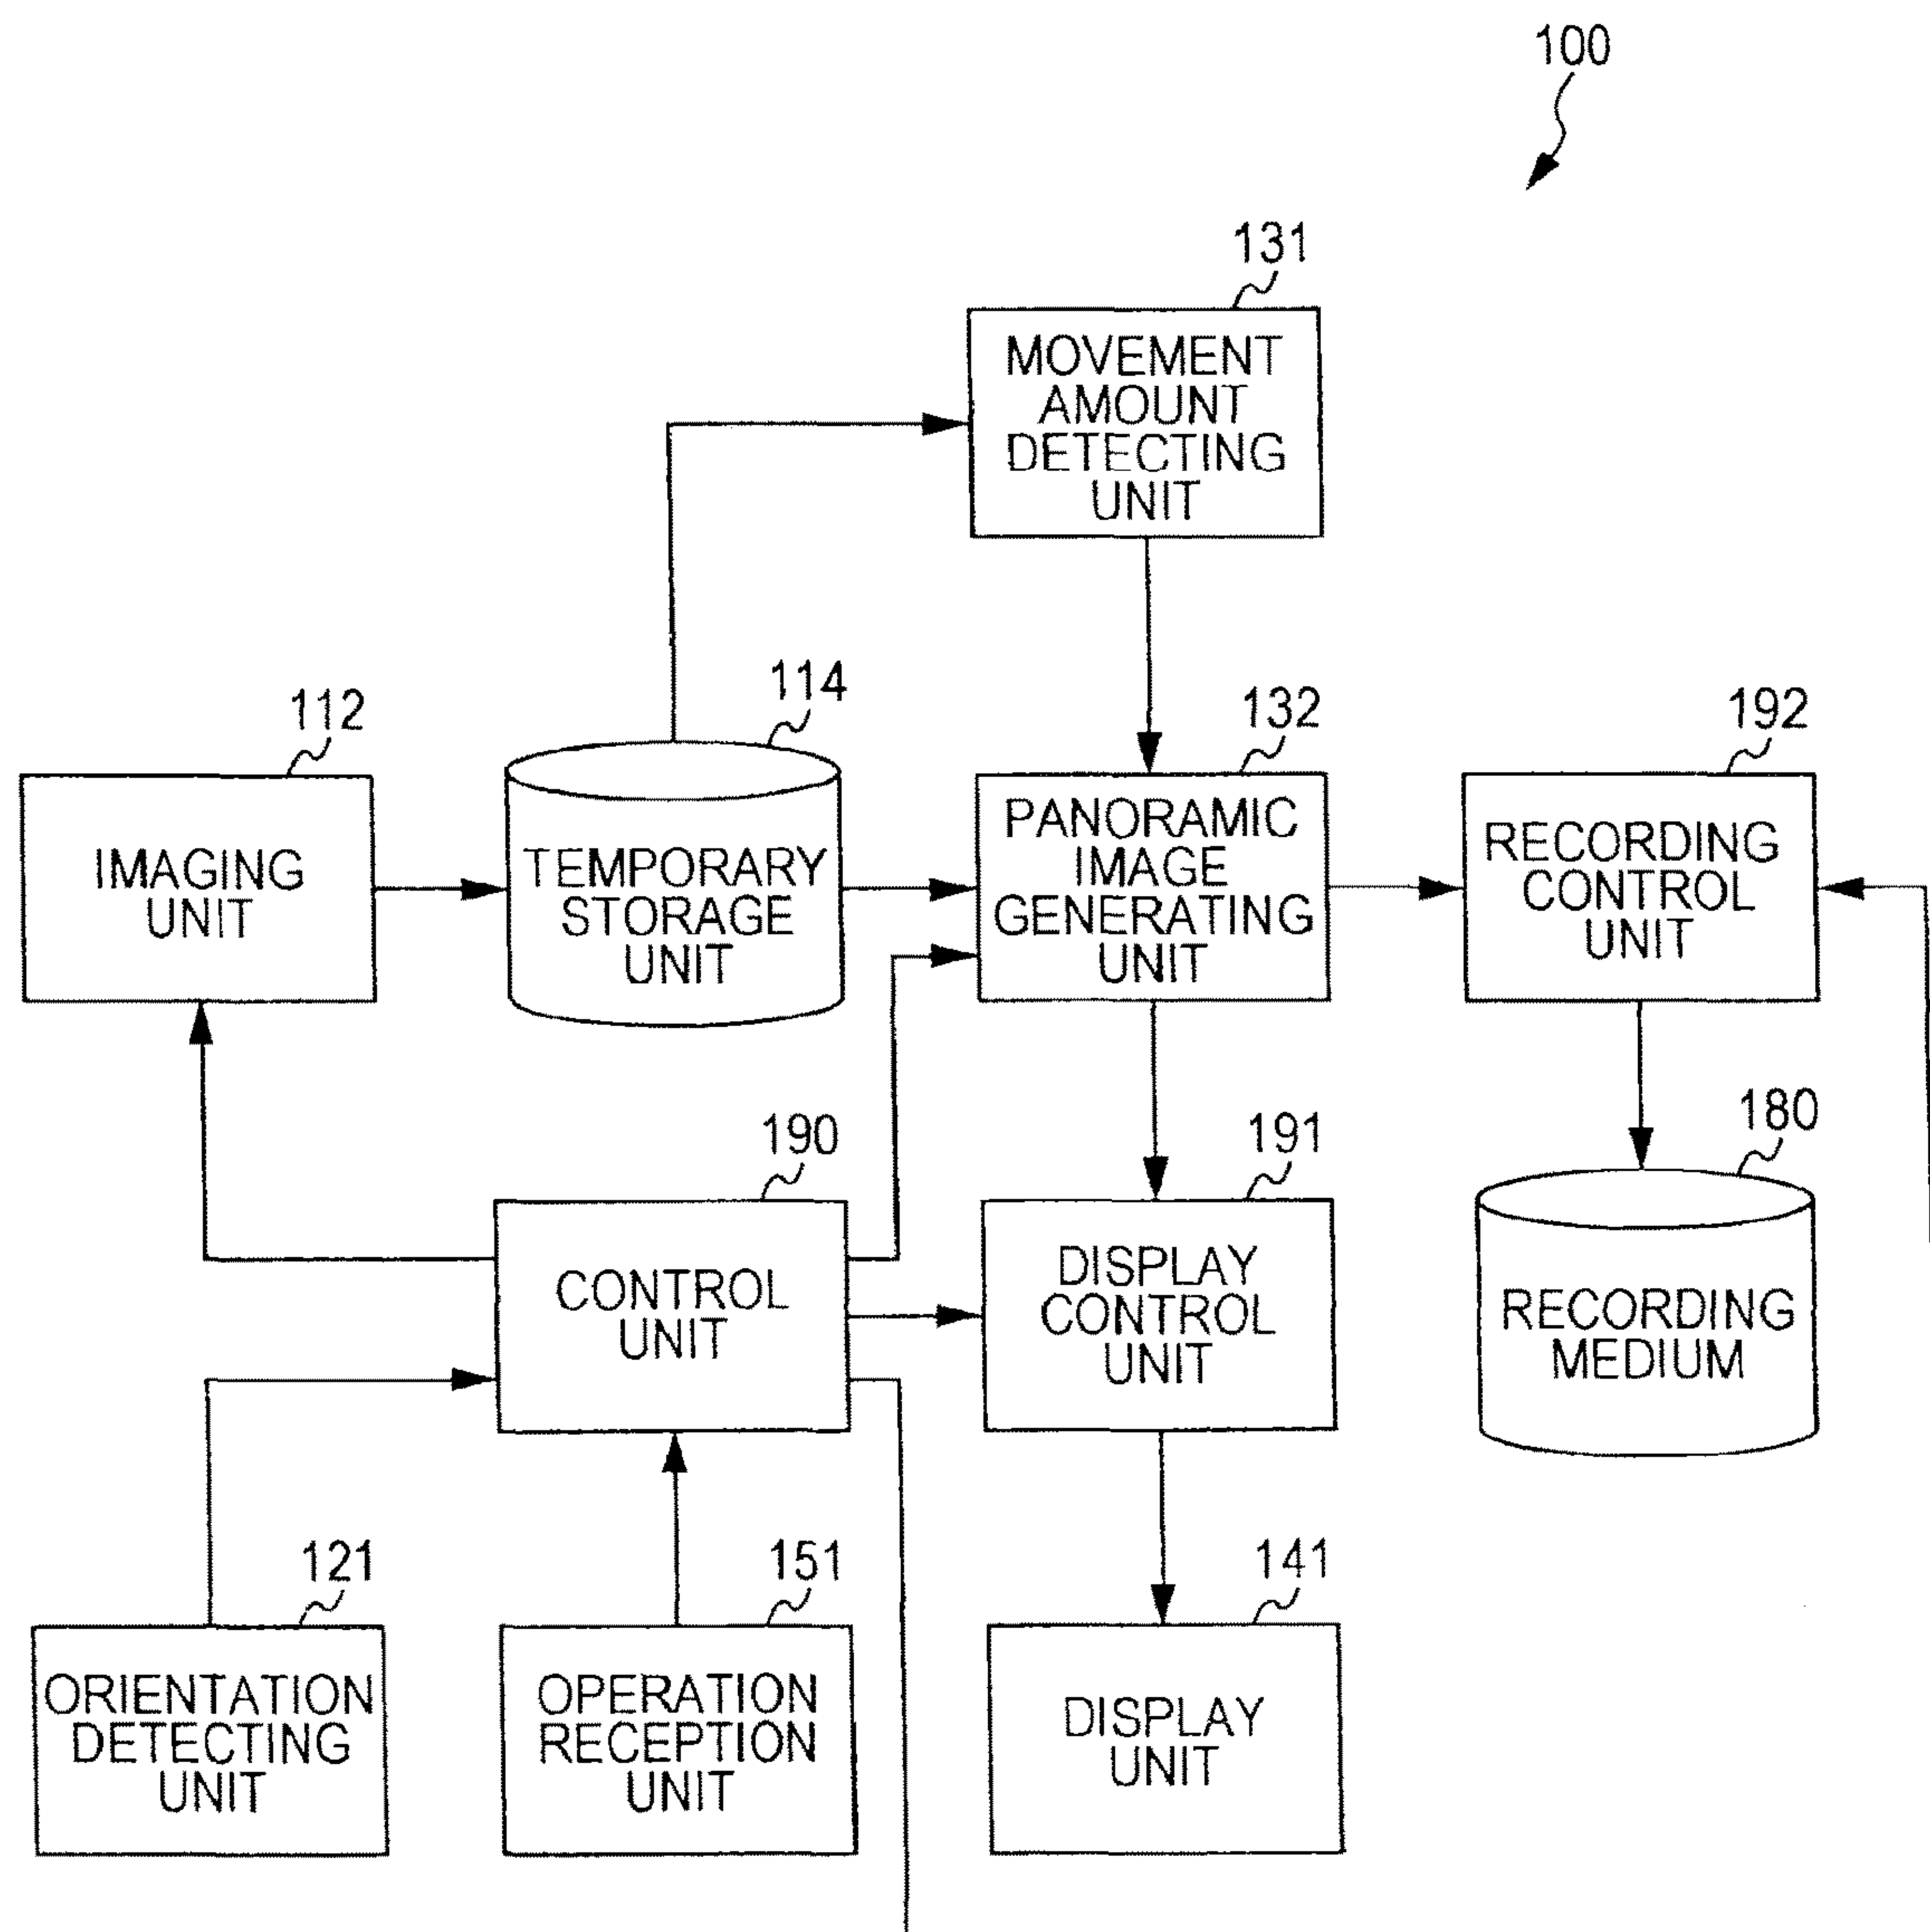 100
131
MOVEMENT
AMOUNT
DETECTING
UNIT
112
114
132
192
IMAGING
UNIT
TEMPORARY
STORAGE
UNIT
PANORAMIC
IMAGE
GENERATING
UNIT
RECORDING
CONTROL
UNIT
190
191
180
CONTROL
UNIT
DISPLAY
CONTROL
UNIT
RECORDING
MEDIUM
121
151
141
ORIENTATION
DETECTING
UNIT
OPERATION
RECEPTION
UNIT
DISPLAY
UNIT